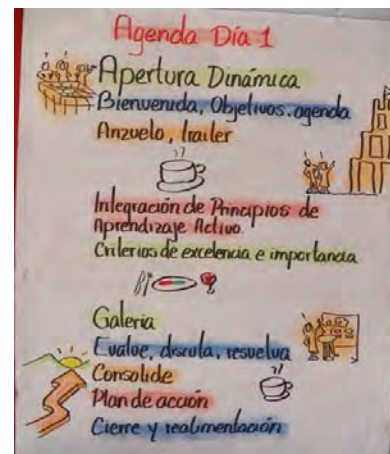 Agenda Día 1
Apertura Dinámica
Bienvenida, Objetivos, agenda
Anzuelo, trailer
Integración de Principios de
Aprendizaje Activo.
Criterios de excelencia e importancia
Galeria
Evalue, discuta, resuelva
Consolide
Plan de acción
Cierre y realimentación